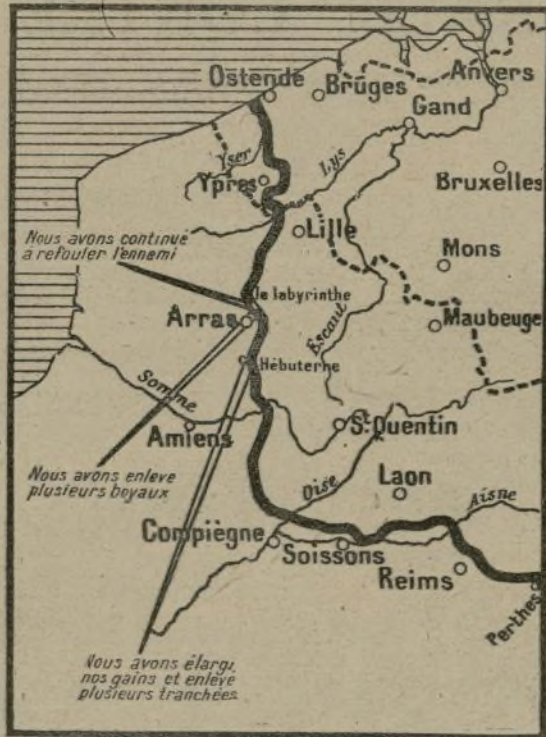 Ostende
Bruges
Anvers
Gand
Yser
Ypres
Lys
Bruxelles
Lille
Nous avons continué
à refouler l'ennemi
Mons
le labyrinthe
Arras
Escaut
Maubeuge
Hébuterne
Somme
Amiens
St Quentin
Nous avons enlevé
plusieurs boyaux
Oise
Laon
Aisne
Compiègne
Soissons
Reims
Perthes
Nous avons élargi
nos gains et enlevé
plusieurs tranchées